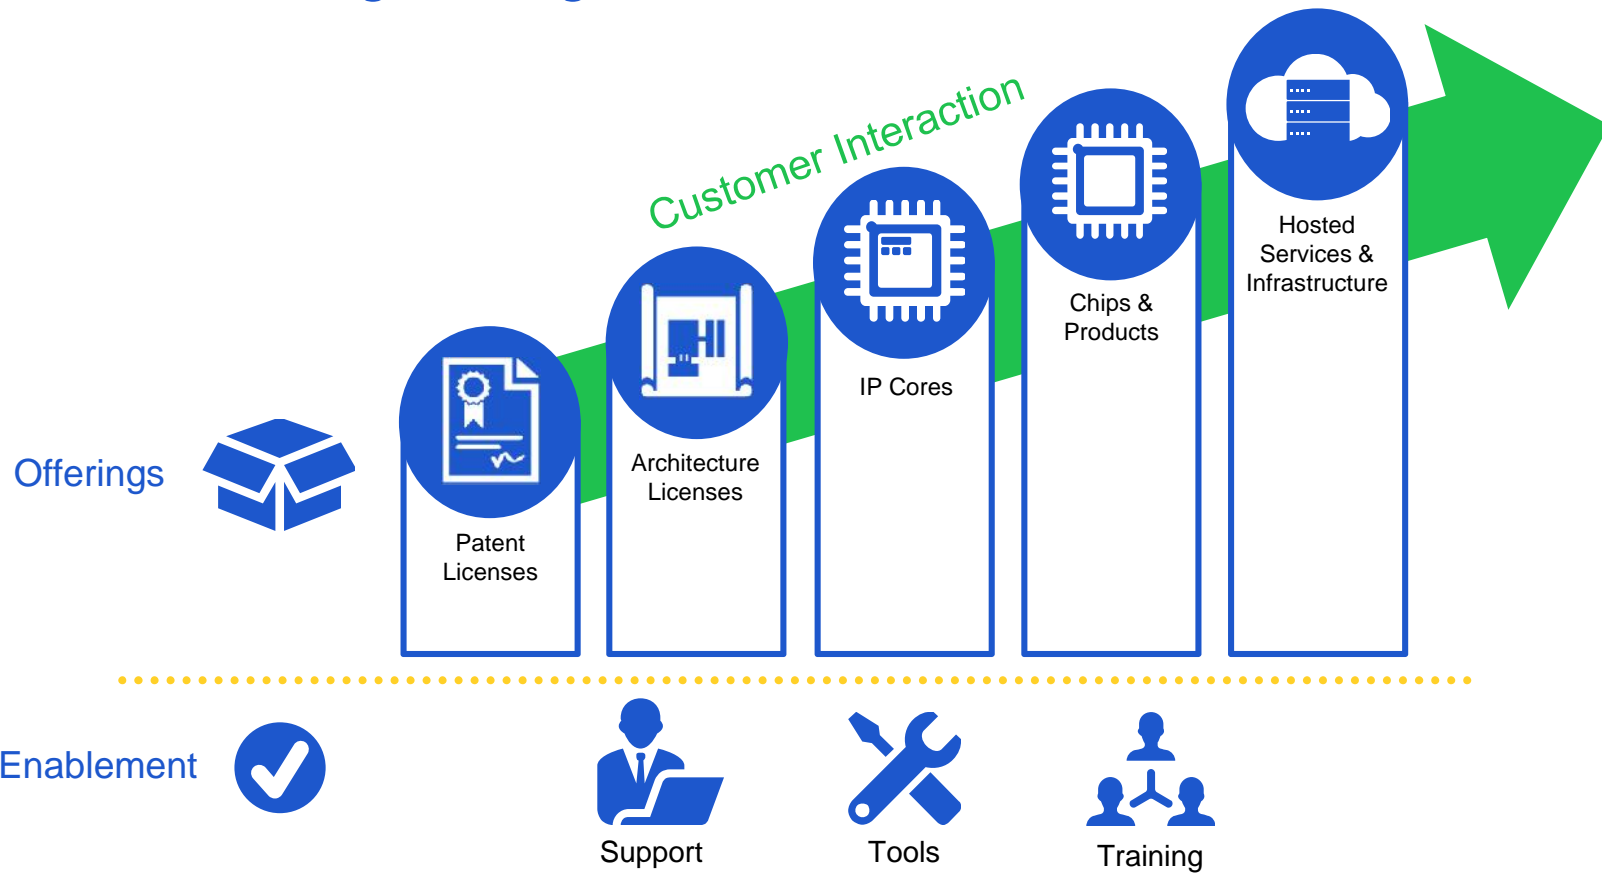 Customer Interaction
Hosted
Services &
Infrastructure
Chips &
Products
IP Cores
Architecture
Licenses
Patent
Licenses
Offerings
Enablement
Support
Tools
Training